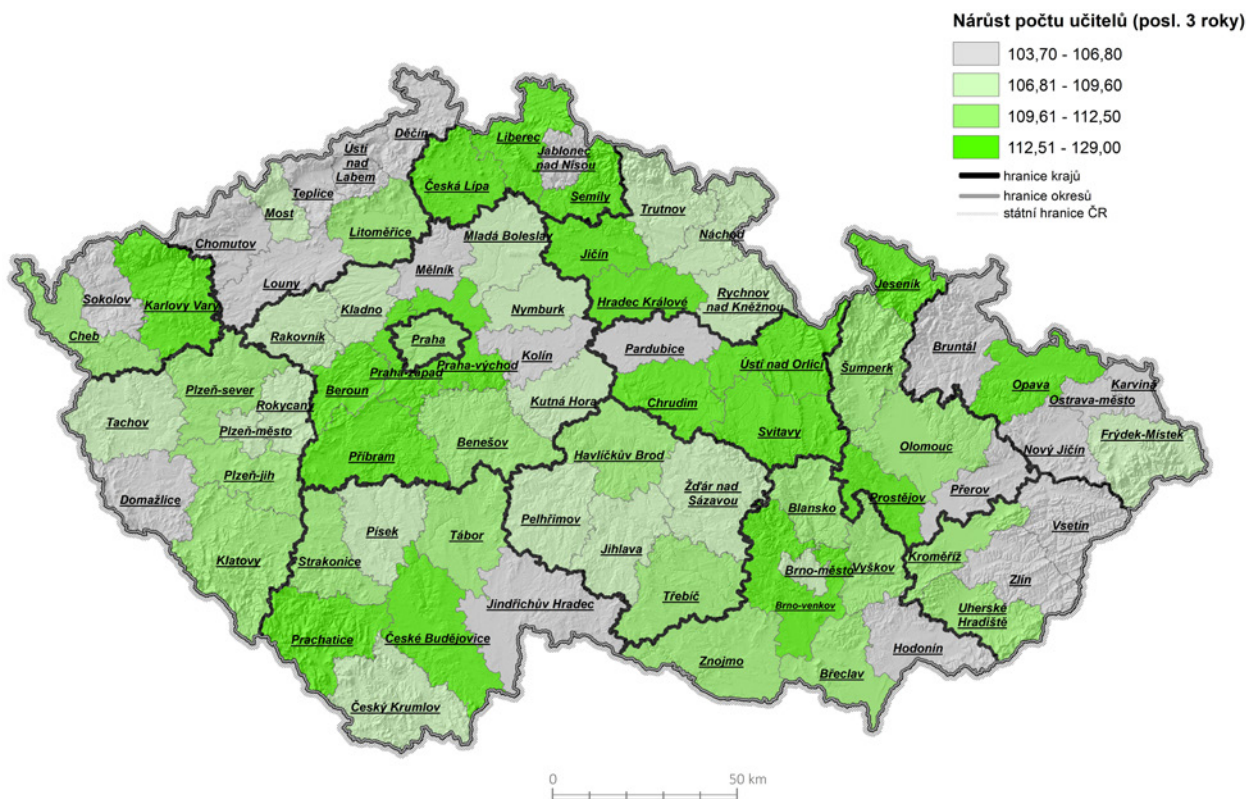 Nárůst počtu učitelů (posl. 3 roky)
103,70 - 106,80
106,81 - 109,60
109,61 - 112,50
112,51 - 129,00
hranice krajů
hranice okresů
státní hranice ČR
Děčín
Ústí
nad
Labem
Teplice
Most
Chomutov
Litoměřice
Louny
Liberec
Jablonec
nad Nisou
Česká Lípa
Semily
Trutnov
Náchod
Jičín
Hradec Králové
Rychnov
nad Kněžnou
Mladá Boleslav
Mělník
Nymburk
Kladno
Rakovník
Praha
Praha-západ
Praha-východ
Kolín
Beroun
Kutná Hora
Příbram
Benešov
Sokolov
Karlovy Vary
Cheb
Tachov
Plzeň-sever
Rokycany
Plzeň-město
Plzeň-jih
Domažlice
Klatovy
Pardubice
Ústí nad Orlicí
Chrudim
Svitavy
Jeseník
Šumperk
Olomouc
Prostějov
Přerov
Bruntál
Opava
Karviná
Ostrava-město
Nový Jičín
Frýdek-Místek
Havlíčkův Brod
Žďár nad
Sázavou
Pelhřimov
Jihlava
Třebíč
Písek
Tábor
Strakonice
Jindřichův Hradec
Prachatice
České Budějovice
Český Krumlov
Blansko
Brno-město
Vyškov
Brno-venkov
Znojmo
Břeclav
Hodonín
Kroměříž
Vsetín
Zlín
Uherské
Hradiště
0
50 km